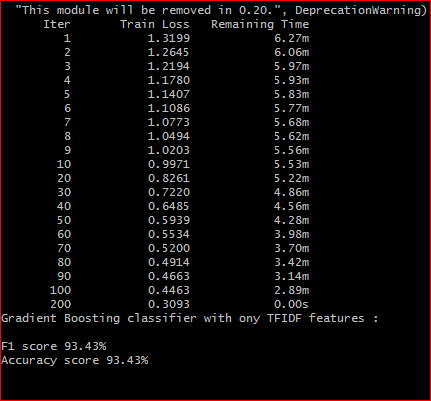 "This module will be removed in 0.20.", DeprecationWarning)
Iter Train Loss Remaining Time
1 1.3199 6.27m
2 1.2645 6.06m
3 1.2194 5.97m
4 1.1780 5.93m
5 1.1407 5.83m
6 1.1086 5.77m
7 1.0773 5.68m
8 1.0494 5.62m
9 1.0203 5.56m
10 0.9971 5.53m
20 0.8261 5.22m
30 0.7220 4.86m
40 0.6485 4.56m
50 0.5939 4.28m
60 0.5534 3.98m
70 0.5200 3.70m
80 0.4914 3.42m
90 0.4663 3.14m
100 0.4463 2.89m
200 0.3093 0.00s
Gradient Boosting classifier with ony TFIDF features :
F1 score 93.43%
Accuracy score 93.43%